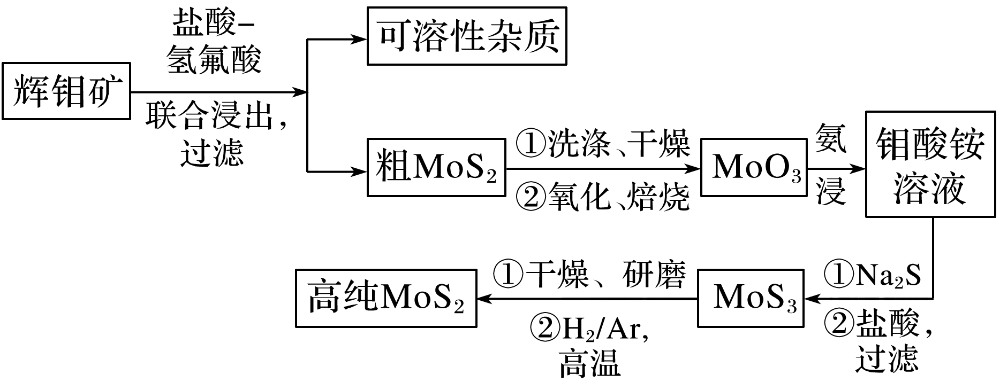 辉钼矿
盐酸-
氢氟酸
联合浸出,
过滤
可溶性杂质
粗MoS₂
①洗涤、干燥
②氧化、焙烧
MoO₃
氨
浸
钼酸铵
溶液
①Na₂S
②盐酸,
过滤
MoS₃
①干燥、研磨
②H₂/Ar,
高温
高纯MoS₂